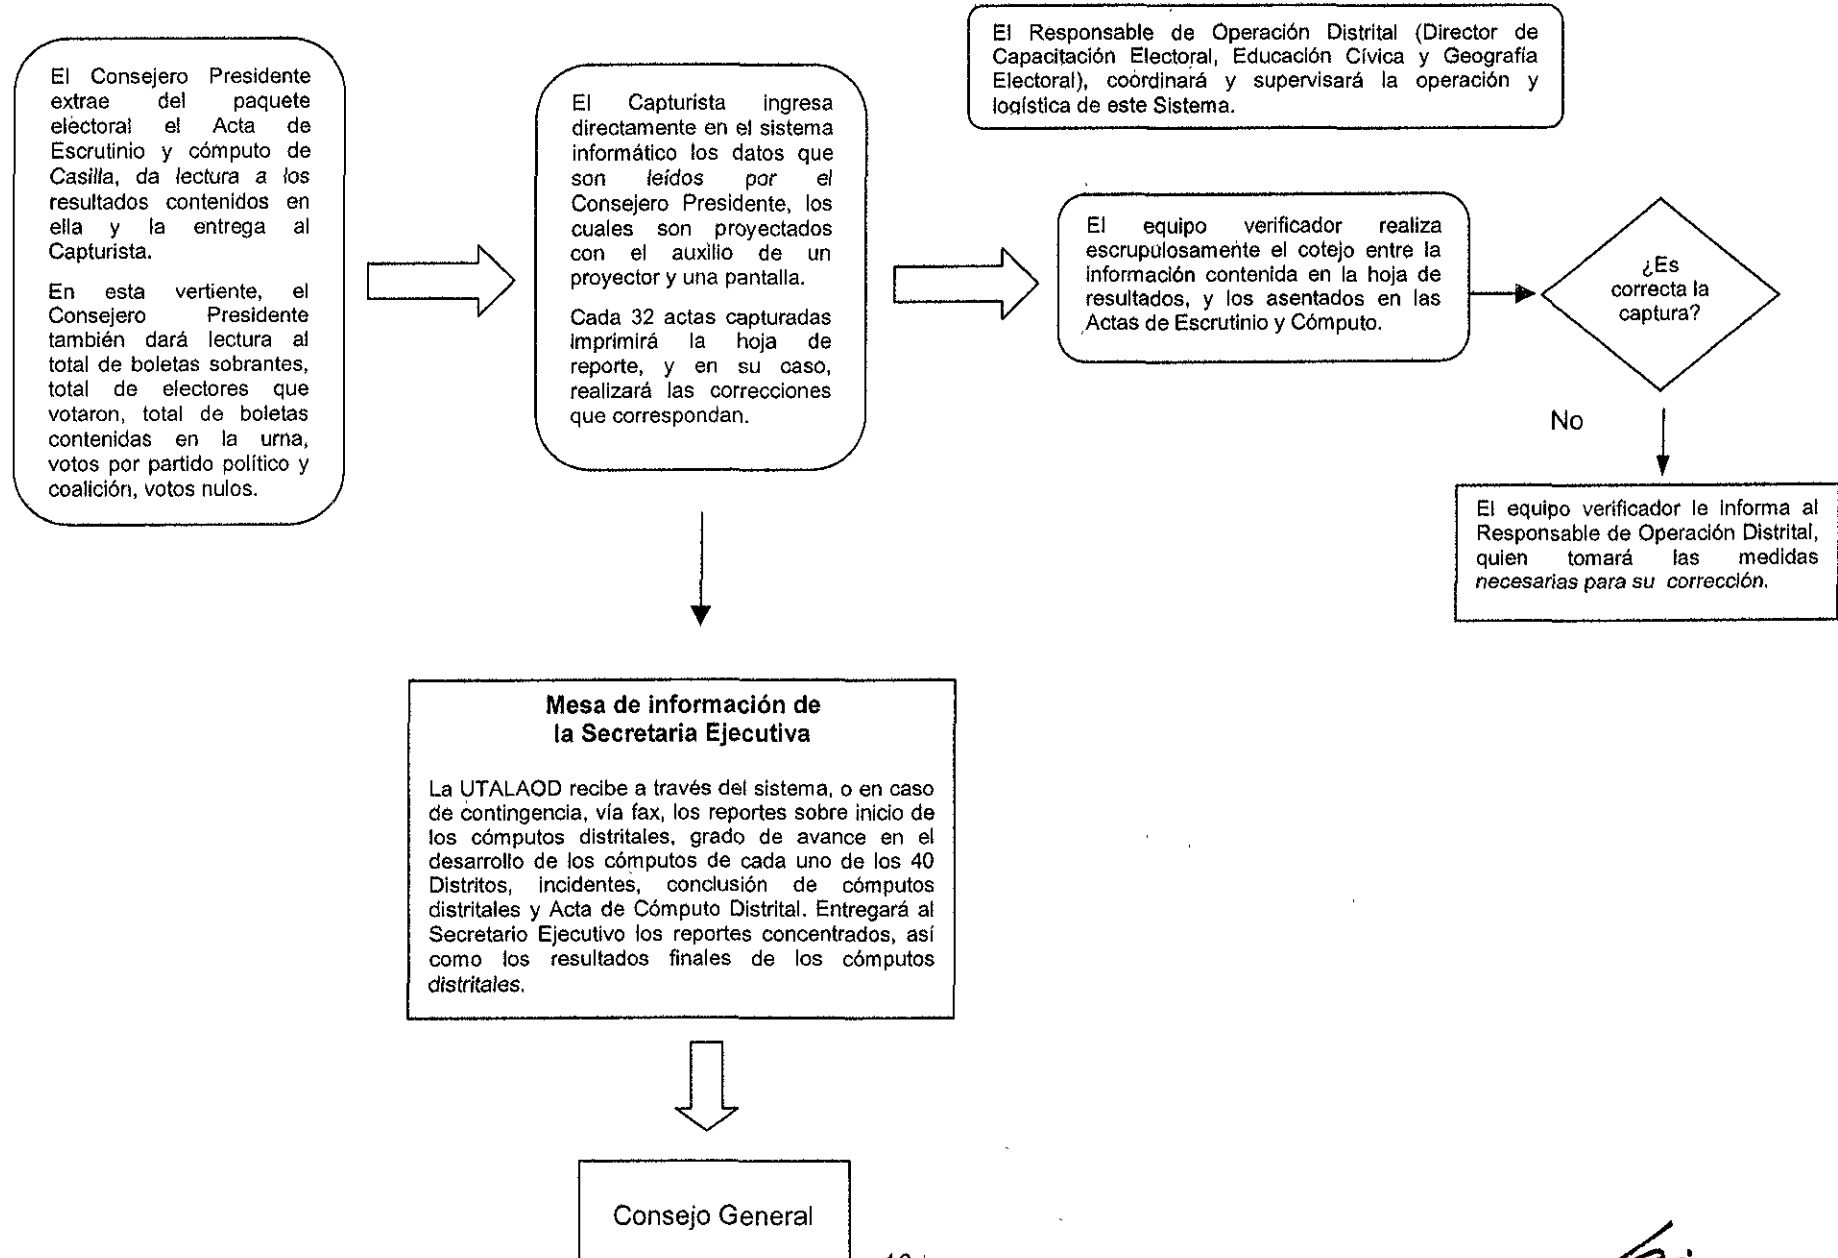 El Responsable de Operación Distrital (Director de
Capacitación Electoral, Educación Cívica y Geografía
Electoral), coordinará y supervisará la operación y
logística de este Sistema.
El Consejero Presidente
extrae del paquete
electoral el Acta de
Escrutinio y cómputo de
Casilla, da lectura a los
resultados contenidos en
ella y la entrega al
Capturista.
En esta vertiente, el
Consejero Presidente
también dará lectura al
total de boletas sobrantes,
total de electores que
votaron, total de boletas
contenidas en la urna,
votos por partido político y
coalición, votos nulos.
El Capturista ingresa
directamente en el sistema
informático los datos que
son leídos por el
Consejero Presidente, los
cuales son proyectados
con el auxilio de un
proyector y una pantalla.
Cada 32 actas capturadas
imprimirá la hoja de
reporte, y en su caso,
realizará las correcciones
que correspondan.
El equipo verificador realiza
escrupulosamente el cotejo entre la
información contenida en la hoja de
resultados, y los asentados en las
Actas de Escrutinio y Cómputo.
¿Es
correcta la
captura?
No
El equipo verificador le informa al
Responsable de Operación Distrital,
quien tomará las medidas
necesarias para su corrección.
Mesa de información de
la Secretaria Ejecutiva
La UTALAOD recibe a través del sistema, o en caso
de contingencia, vía fax, los reportes sobre inicio de
los cómputos distritales, grado de avance en el
desarrollo de los cómputos de cada uno de los 40
Distritos, incidentes, conclusión de cómputos
distritales y Acta de Cómputo Distrital. Entregará al
Secretario Ejecutivo los reportes concentrados, así
como los resultados finales de los cómputos
distritales.
Consejo General